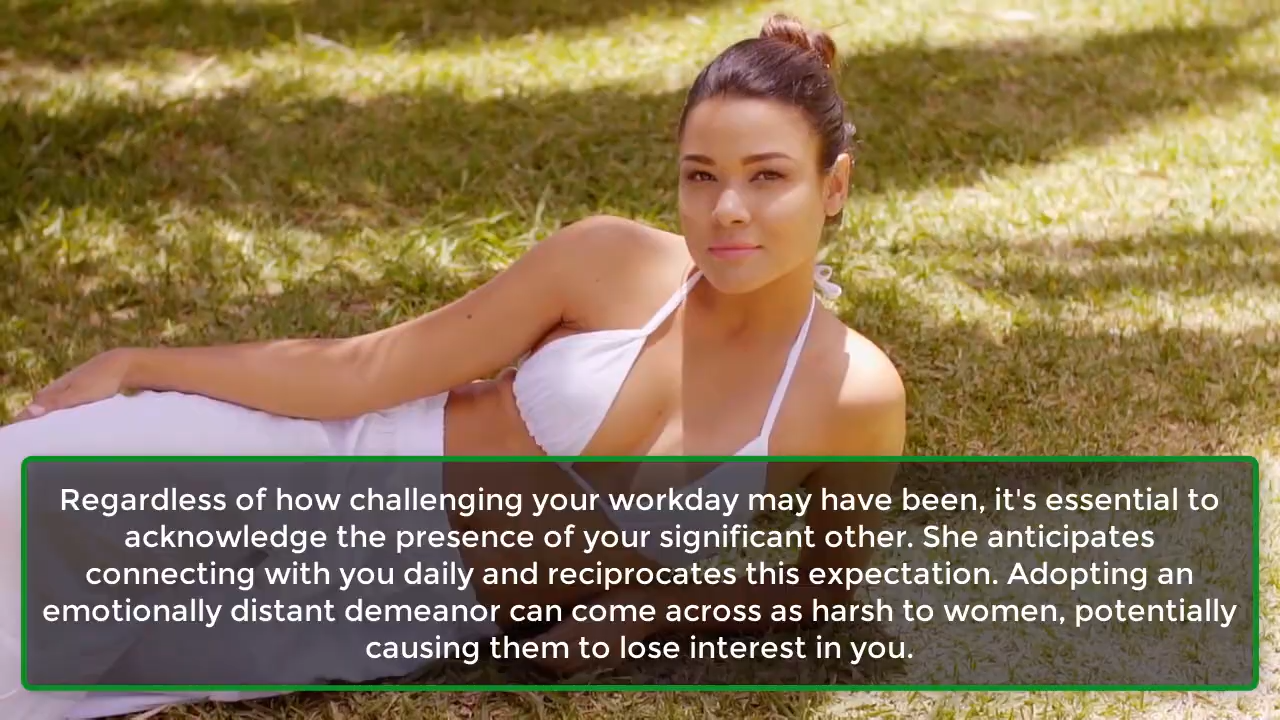 Regardless of how challenging your workday may have been, it's essential to
acknowledge the presence of your significant other. She anticipates
connecting with you daily and reciprocates this expectation. Adopting an
emotionally distant demeanor can come across as harsh to women, potentially
causing them to lose interest in you.